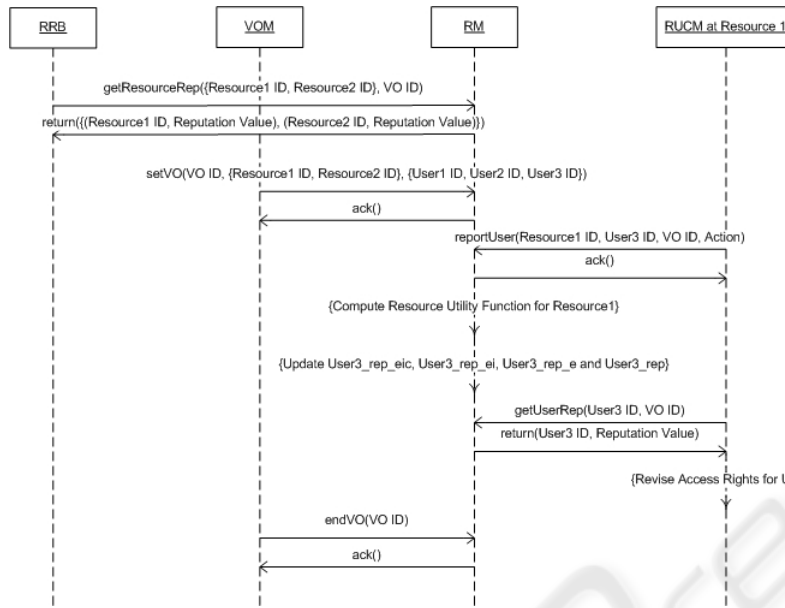 RRB
VOM
RM
RUCM at Resource 1
getResourceRep({Resource1 ID, Resource2 ID}, VO ID)
return({(Resource1 ID, Reputation Value), (Resource2 ID, Reputation Value)})
setVO(VO ID, {Resource1 ID, Resource2 ID}, {User1 ID, User2 ID, User3 ID})
ack()
reportUser(Resource1 ID, User3 ID, VO ID, Action)
ack()
{Compute Resource Utility Function for Resource1}
{Update User3_rep_eic, User3_rep_ei, User3_rep_e and User3_rep}
getUserRep(User3 ID, VO ID)
return(User3 ID, Reputation Value)
{Revise Access Rights for
endVO(VO ID)
ack()